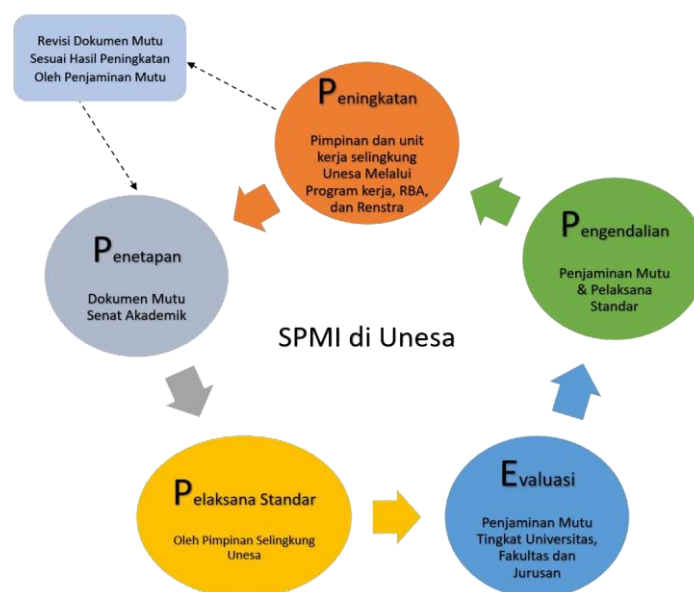 Revisi Dokumen Mutu
Sesuai Hasil Peningkatan
Oleh Penjaminan Mutu
Peningkatan
Pimpinan dan unit
kerja selingkung
Unesa Melalui
Program kerja, RBA,
dan Renstra
Penetapan
Dokumen Mutu
Senat Akademik
Pengendalian
Penjaminan Mutu
& Pelaksana
Standar
SPMI di Unesa
Pelaksana Standar
Oleh Pimpinan Selingkung
Unesa
Evaluasi
Penjaminan Mutu
Tingkat Universitas,
Fakultas dan
Jurusan